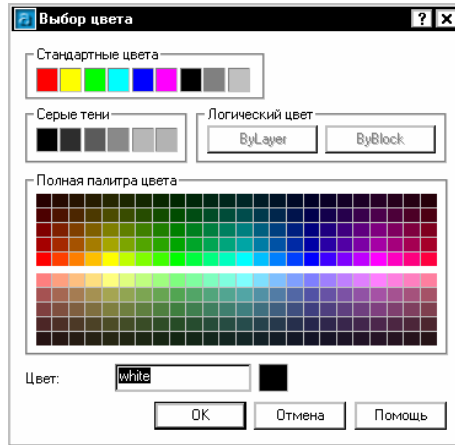 Выбор цвета
Стандартные цвета
Серые тени
Логический цвет
ByLayer
ByBlock
Полная палитра цвета
Цвет:
white
OK
Отмена
Помощь